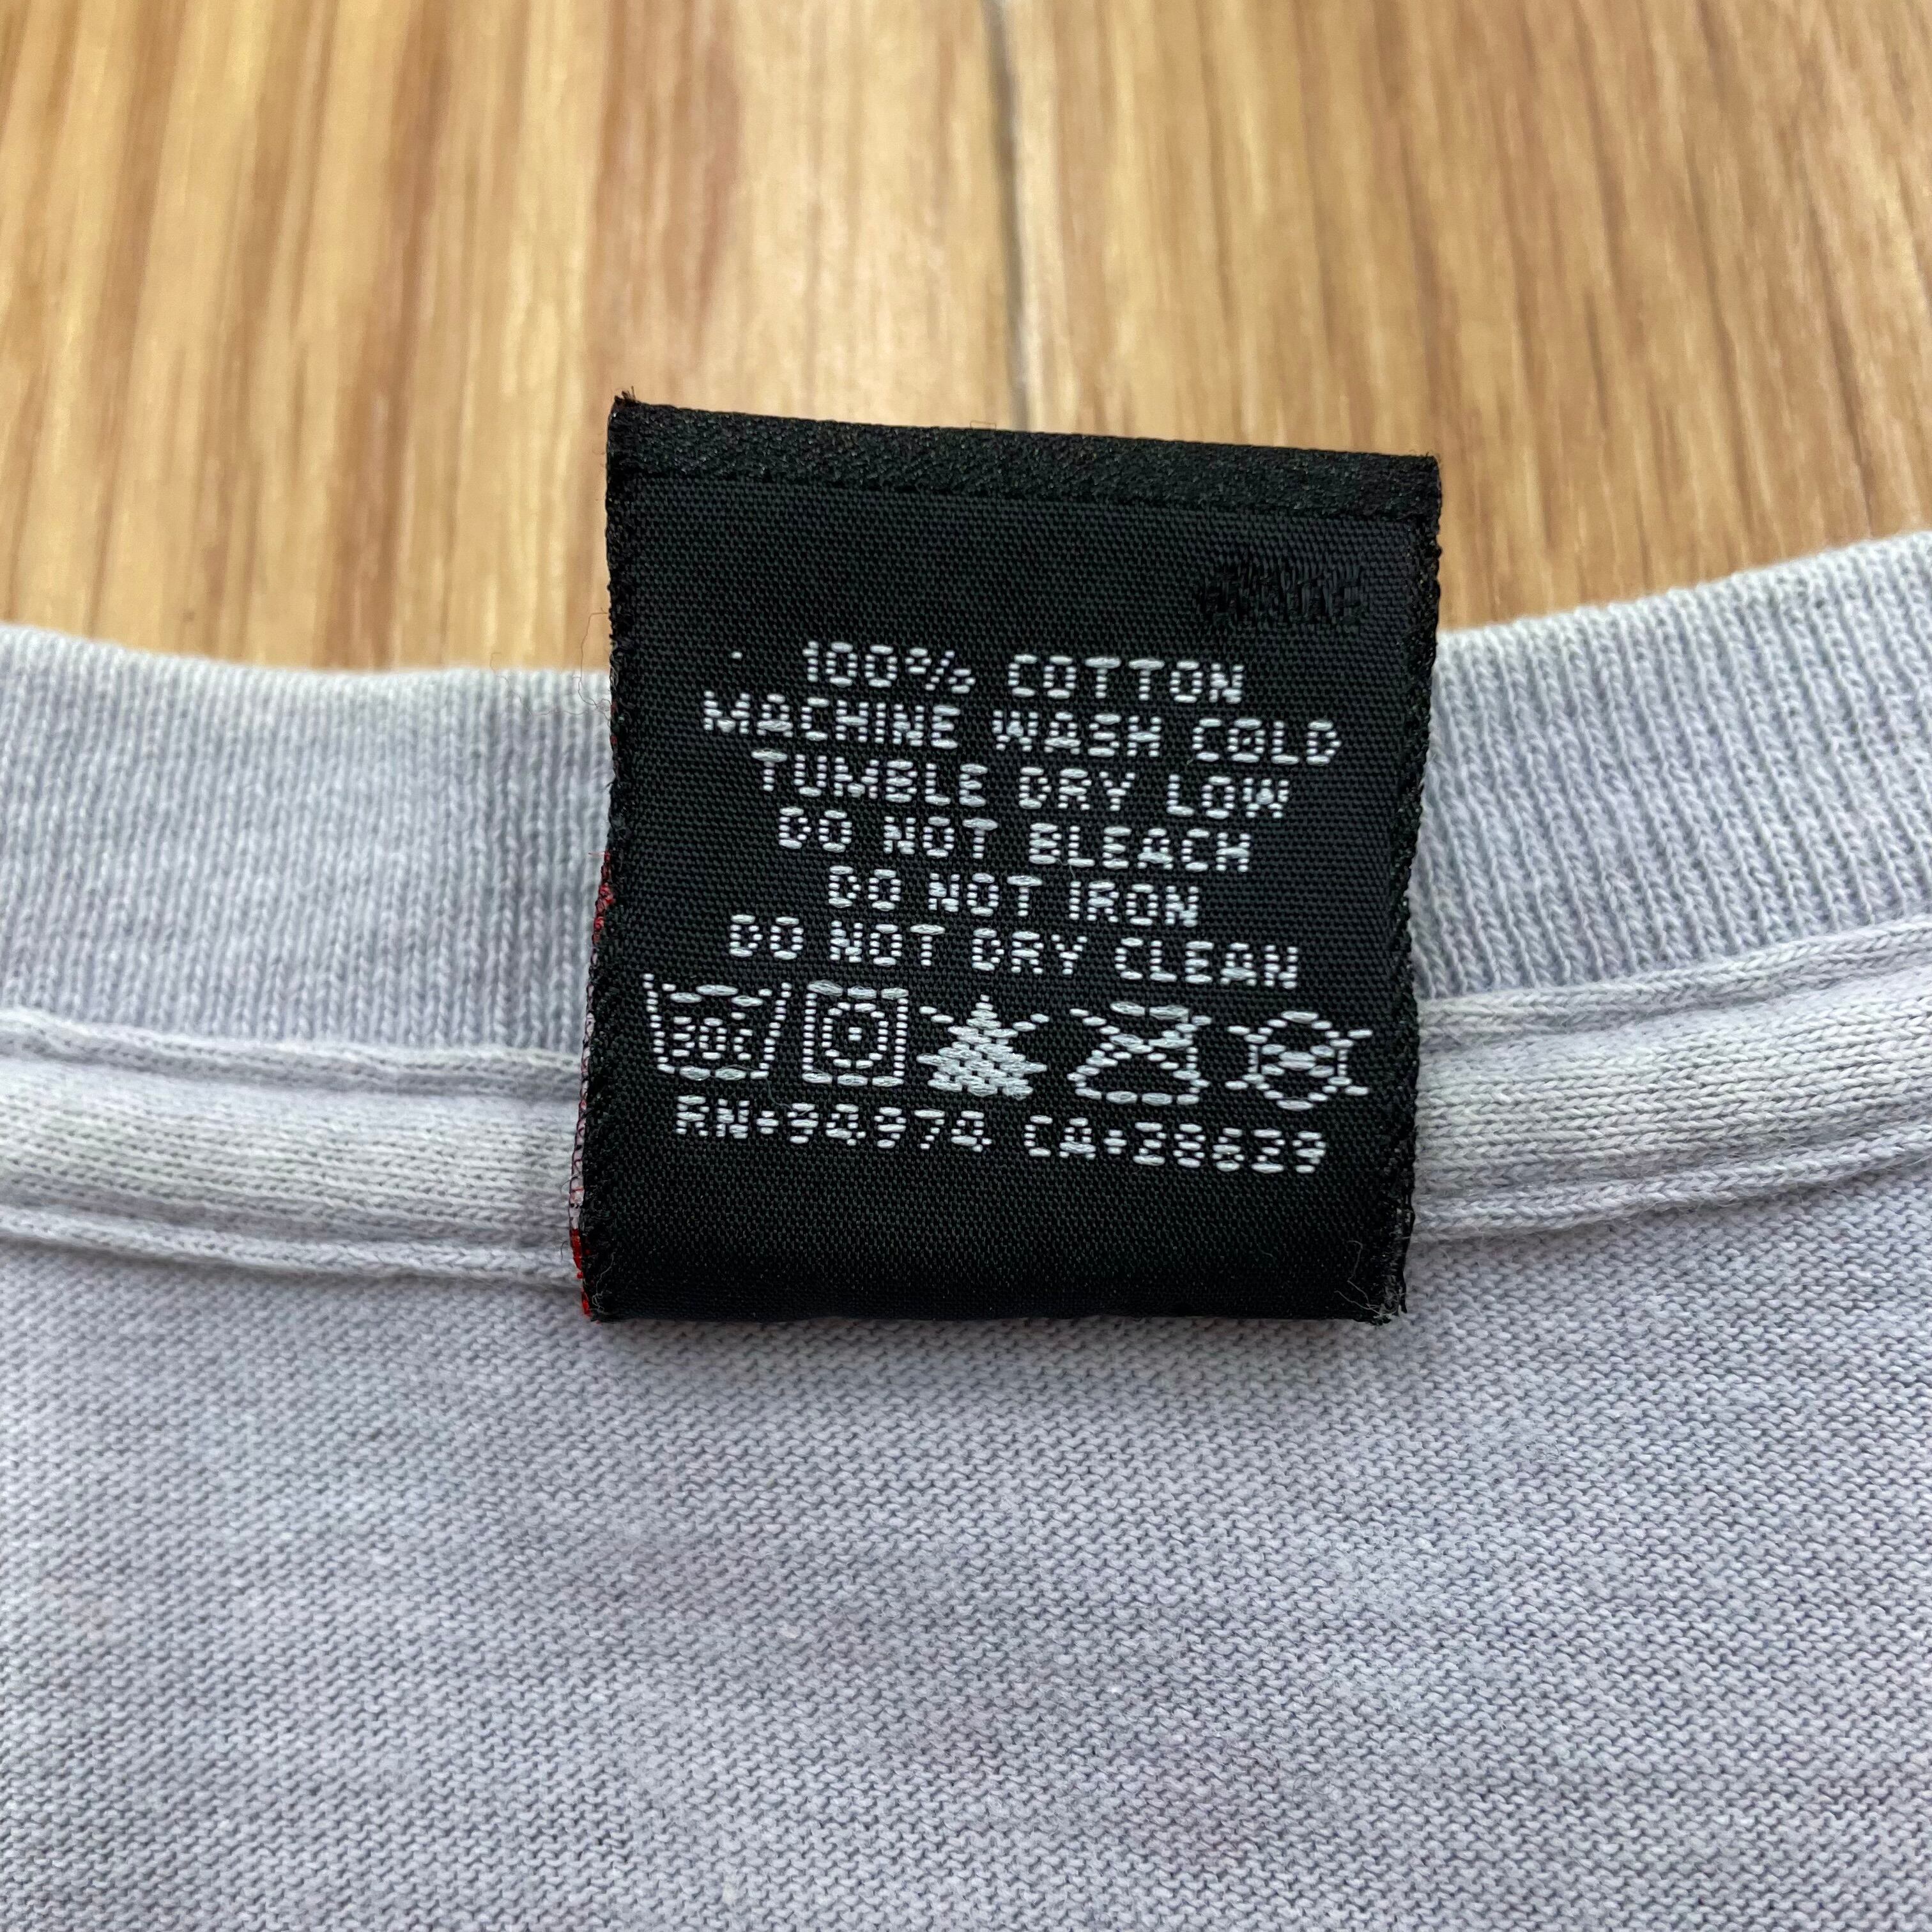 100% COTTON
MACHINE WASH COLD
TUMBLE DRY LOW
DO NOT BLEACH
DO NOT IRON
DO NOT DRY CLEAN
RN•94974 CA•28629